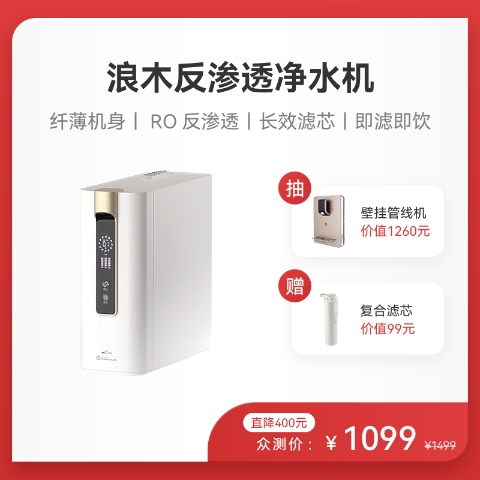 浪木反渗透净水机
纤薄机身丨 RO 反渗透丨长效滤芯丨即滤即饮
抽
壁挂管线机
价值1260元
赠
复合滤芯
价值99元
直降400元
众测价：¥1099 ¥1499